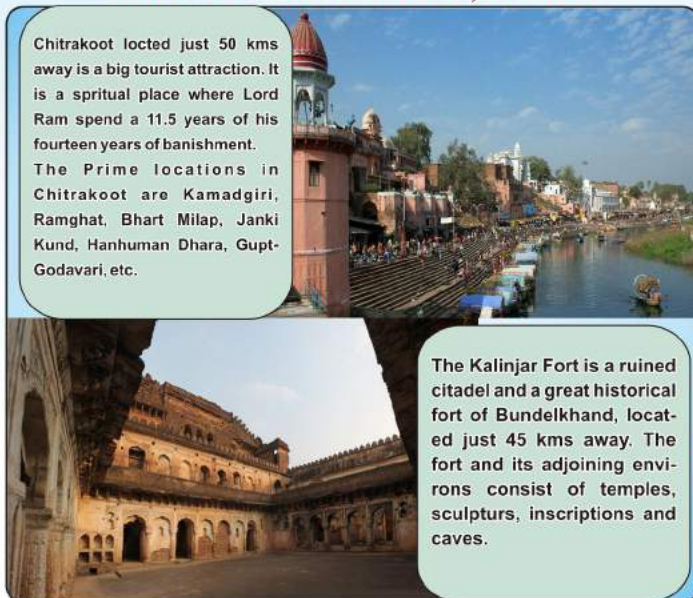 Chitrakoot locted just 50 kms
away is a big tourist attraction. It
is a spritual place where Lord
Ram spend a 11.5 years of his
fourteen years of banishment.
The Prime locations in
Chitrakoot are Kamadgiri,
Ramghat, Bhart Milap, Janki
Kund, Hanhuman Dhara, Gupt-
Godavari, etc.
The Kalinjar Fort is a ruined
citadel and a great historical
fort of Bundelkhand, locat-
ed just 45 kms away. The
fort and its adjoining envi-
rons consist of temples,
sculpturs, inscriptions and
caves.